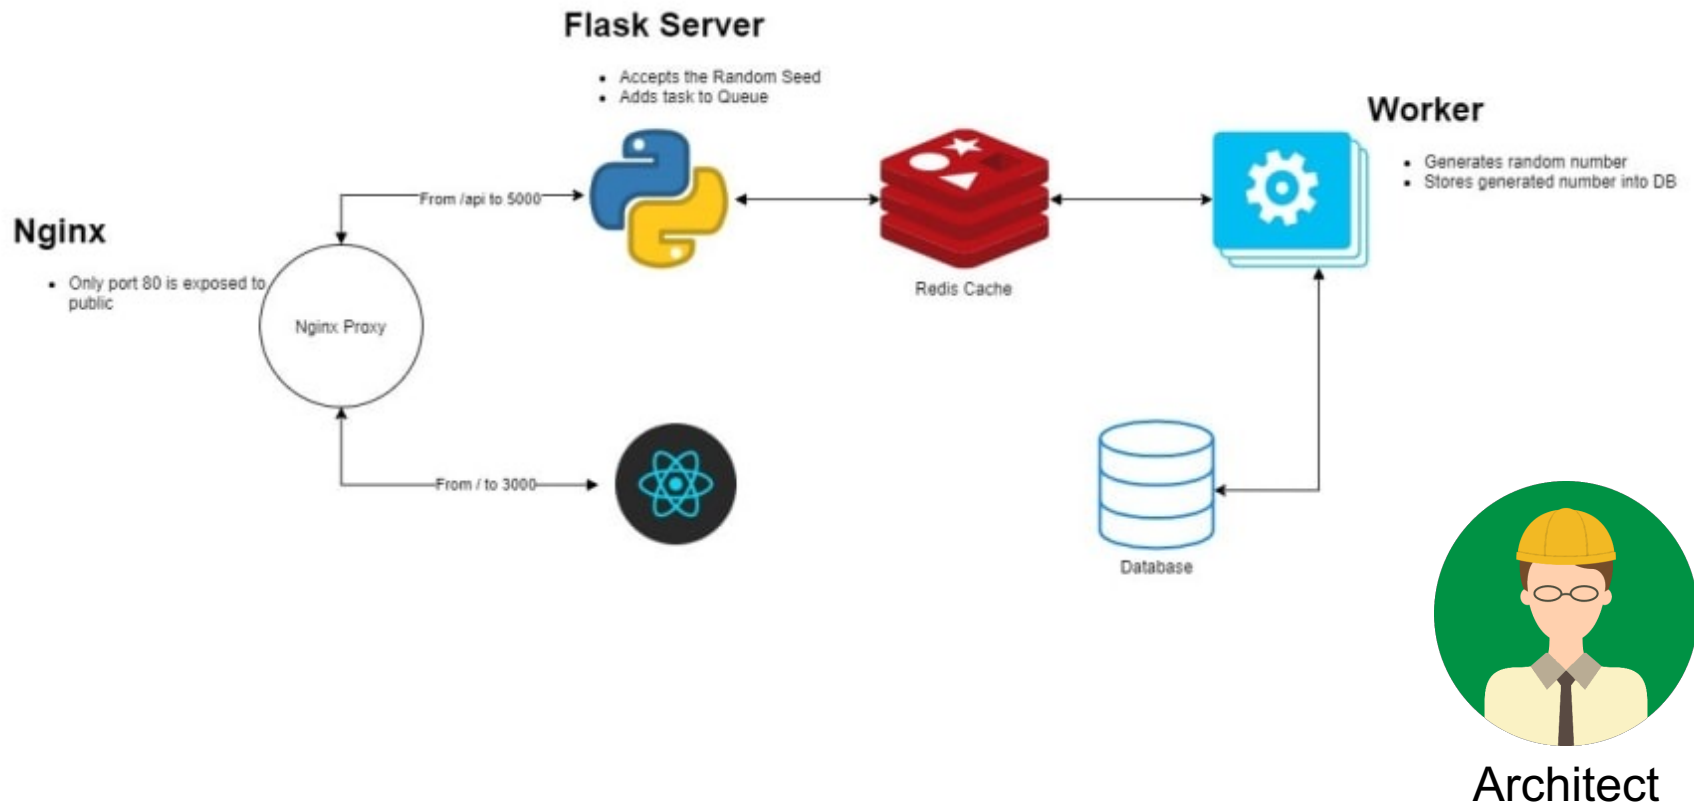 Flask Server
• Accepts the Random Seed
• Adds task to Queue
Worker
• Generates random number
• Stores generated number into DB
From /api to 5000
Nginx
• Only port 80 is exposed to
public
Nginx Proxy
Redis Cache
From / to 3000
Database
Architect